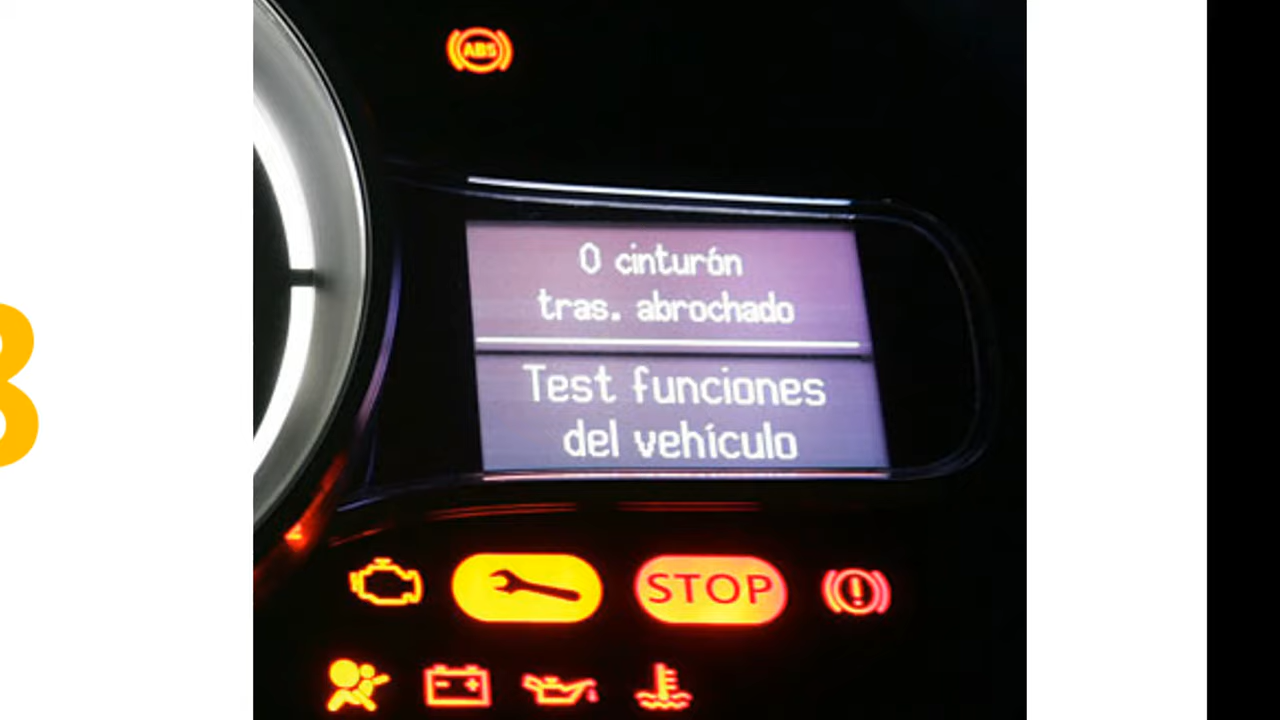 ABS
0 cinturón
tras. abrochado
Test funciones
del vehículo
STOP